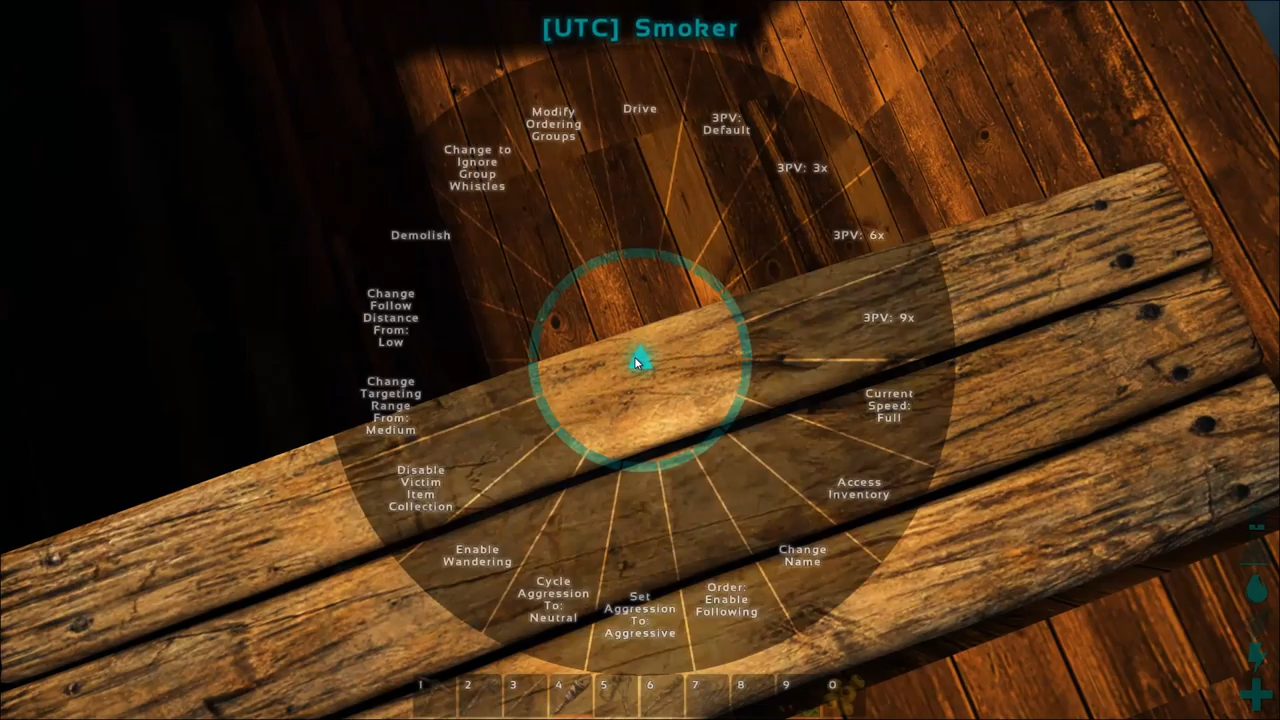 [UTC] Smoker
Drive
3PV:
Default
3PV: 3x
3PV: 6x
3PV: 9x
Current
Speed:
Full
Access
Inventory
Change
Name
Order:
Enable
Following
Set
Aggression
To:
Aggressive
Cycle
Aggression
To:
Neutral
Enable
Wandering
Disable
Victim
Item
Collection
Change
Targeting
Range
From:
Medium
Change
Follow
Distance
From:
Low
Demolish
Change to
Ignore
Group
Whistles
Modify
Ordering
Groups
1 2 3 4 5 6 7 8 9 0